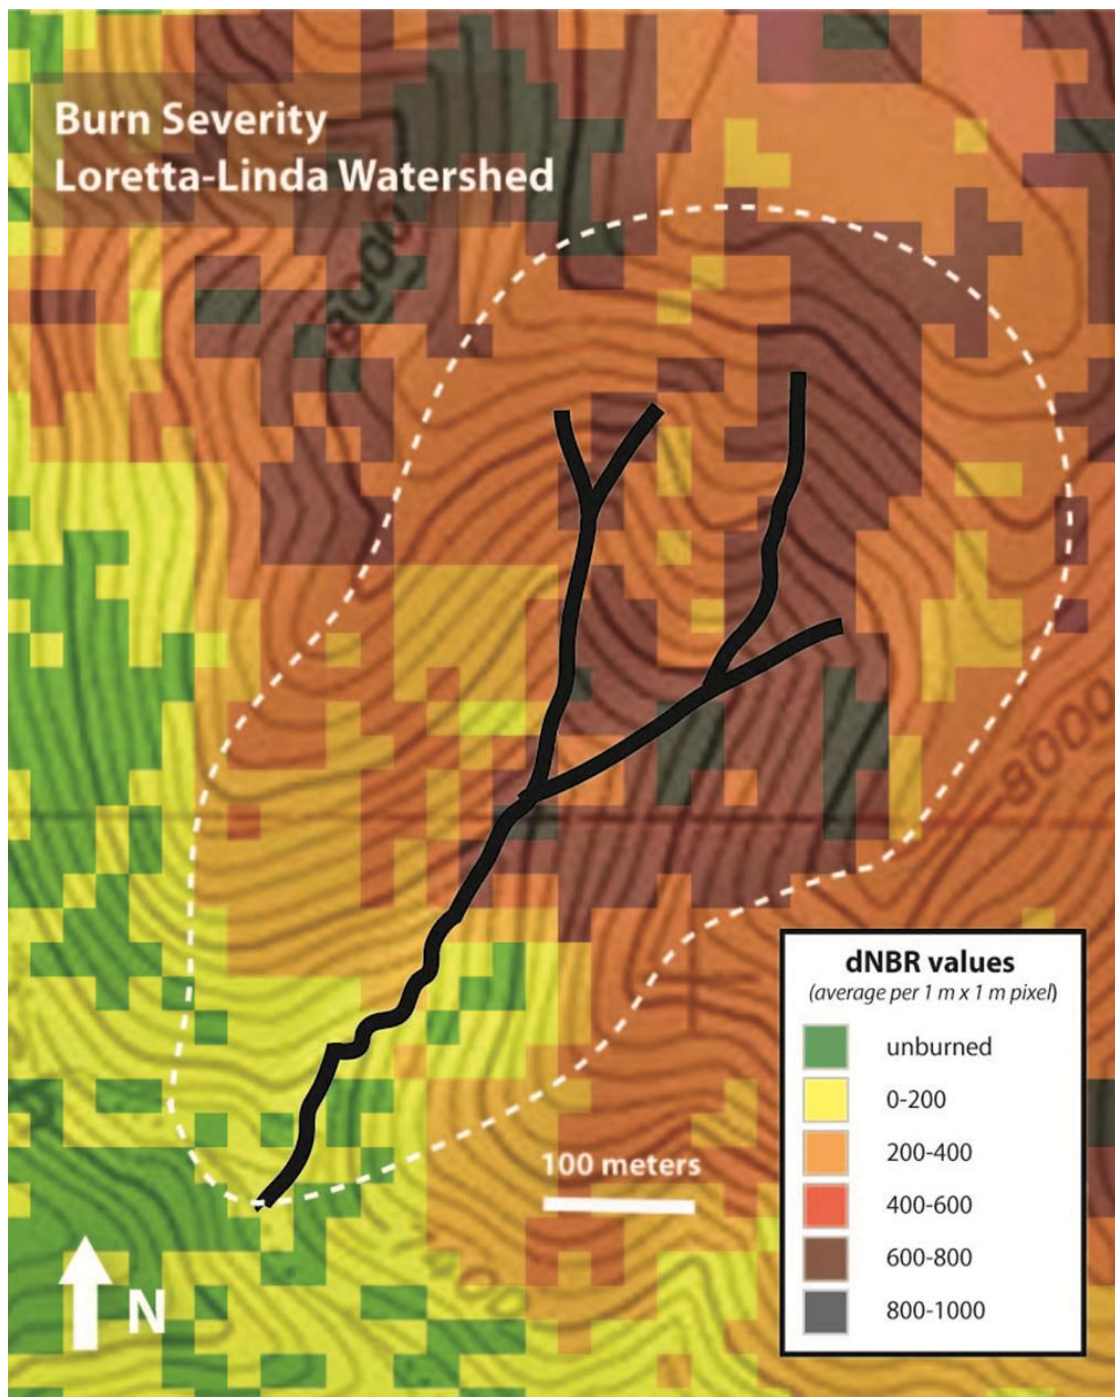 Burn Severity
Loretta-Linda Watershed
8000
8000
dNBR values
(average per 1 m x 1 m pixel)
unburned
0-200
200-400
400-600
600-800
800-1000
100 meters
N